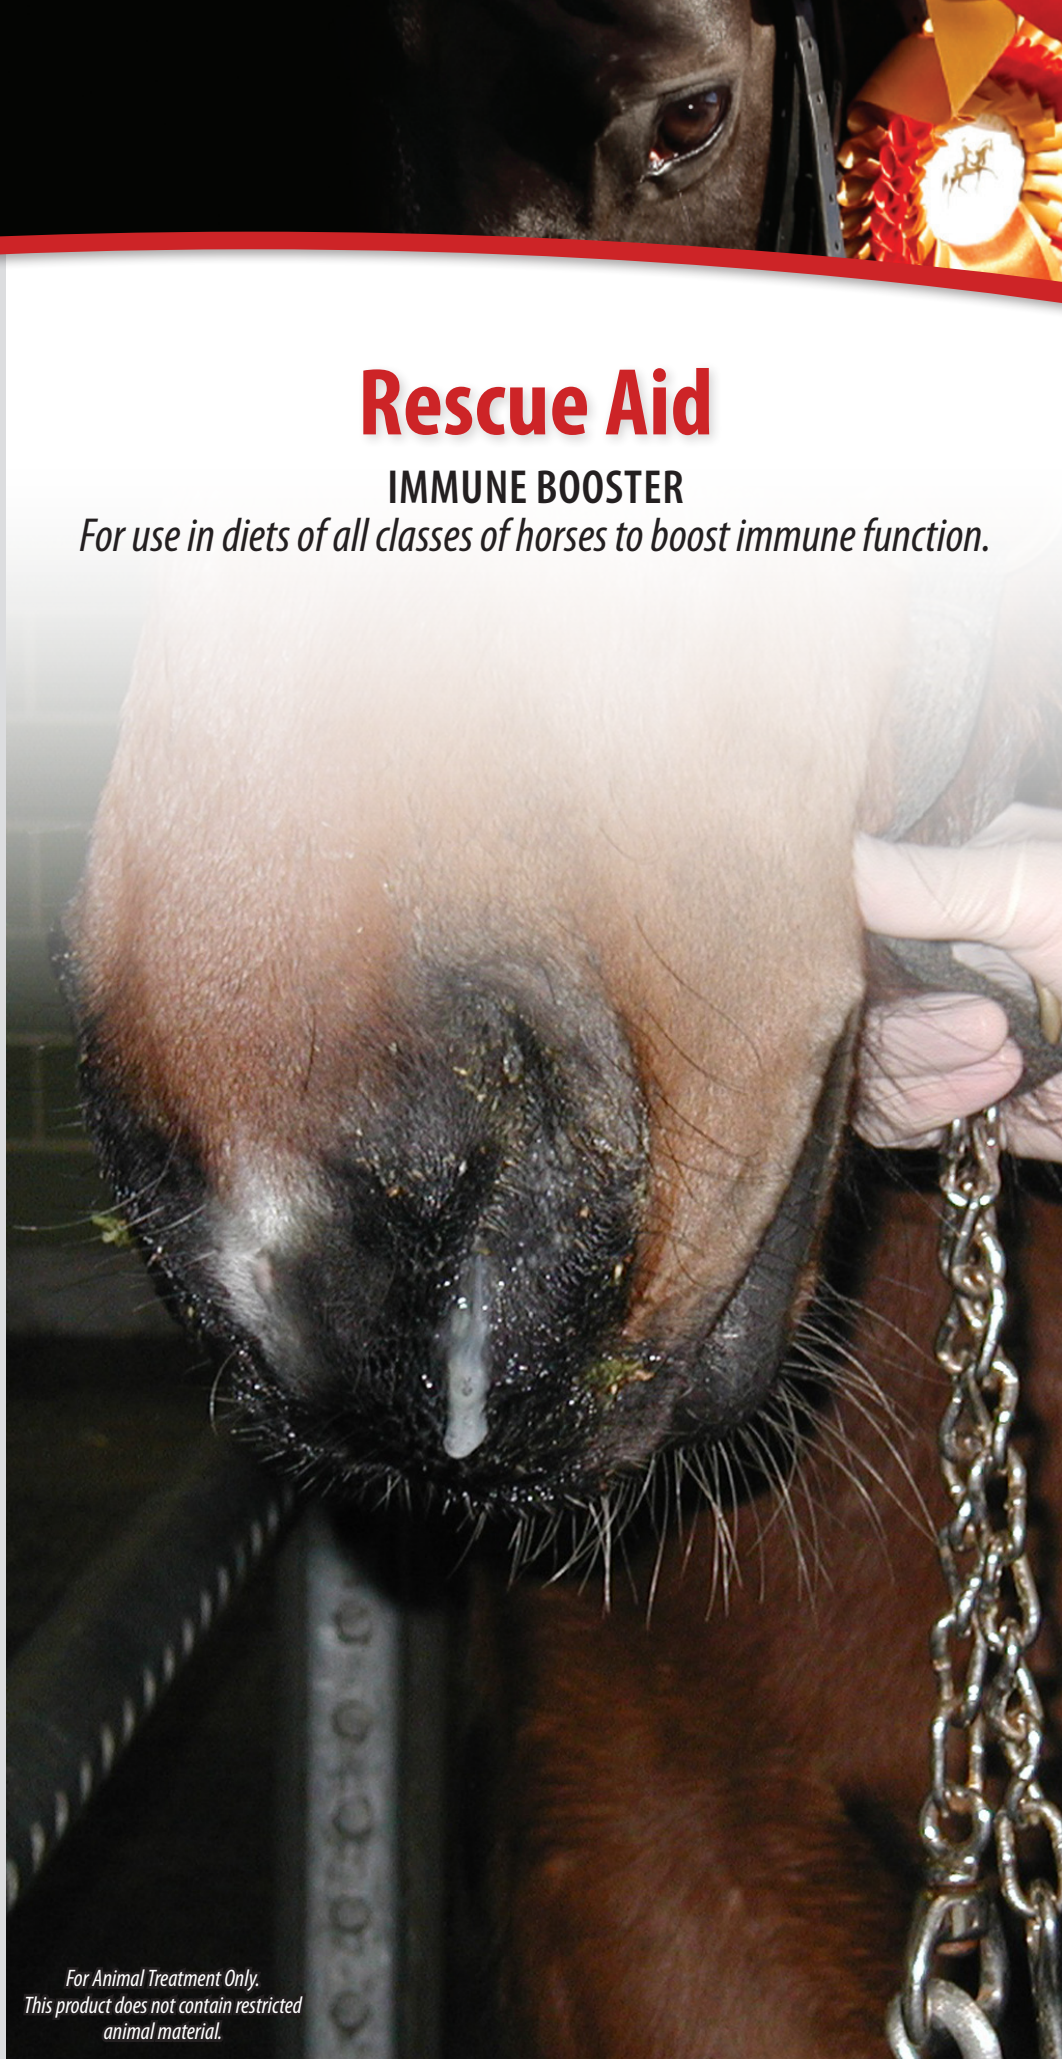 Rescue Aid
IMMUNE BOOSTER
For use in diets of all classes of horses to boost immune function.
For Animal Treatment Only.
This product does not contain restricted
animal material.